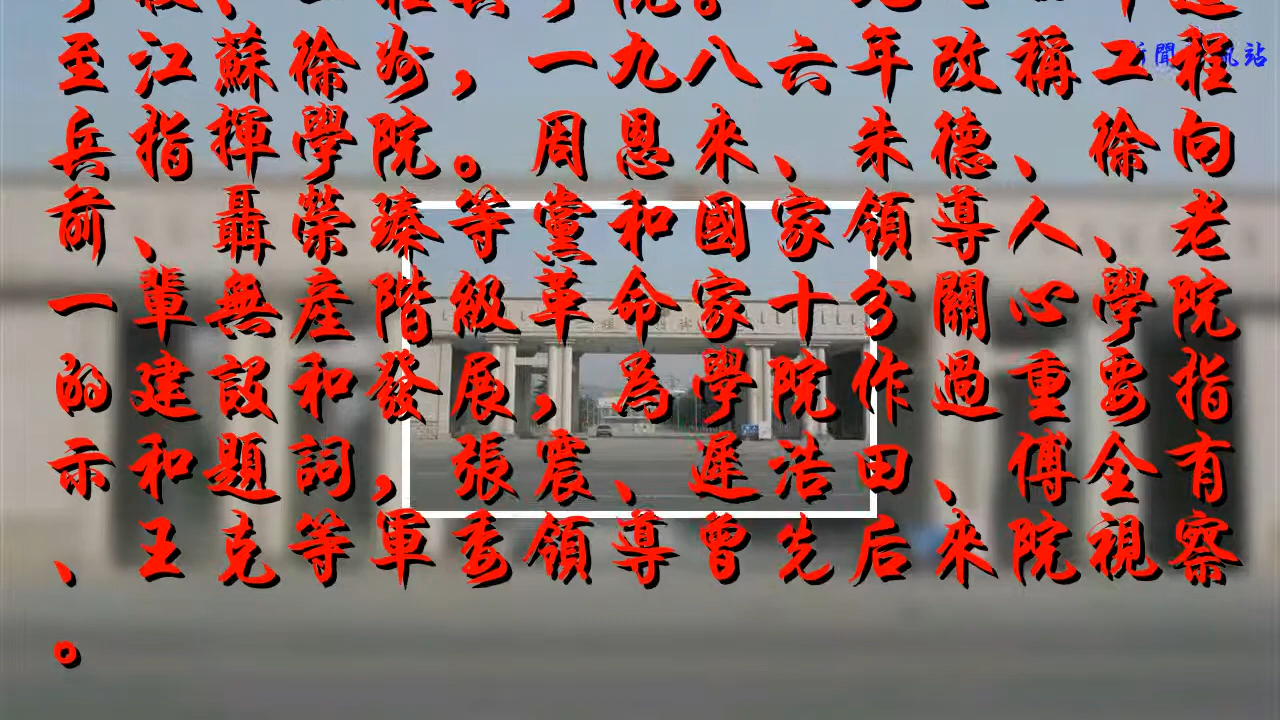 至江蘇徐州，一九八六年改稱工程
兵指揮學院。周恩來、朱德、徐向
前、聶榮臻等黨和國家領導人、老
一輩無産階級革命家十分關心學院
的建設和發展，為學院作過重要指
示和題詞，張震、遲浩田、傅全有
、王克等軍委領導曾先后來院視察
。